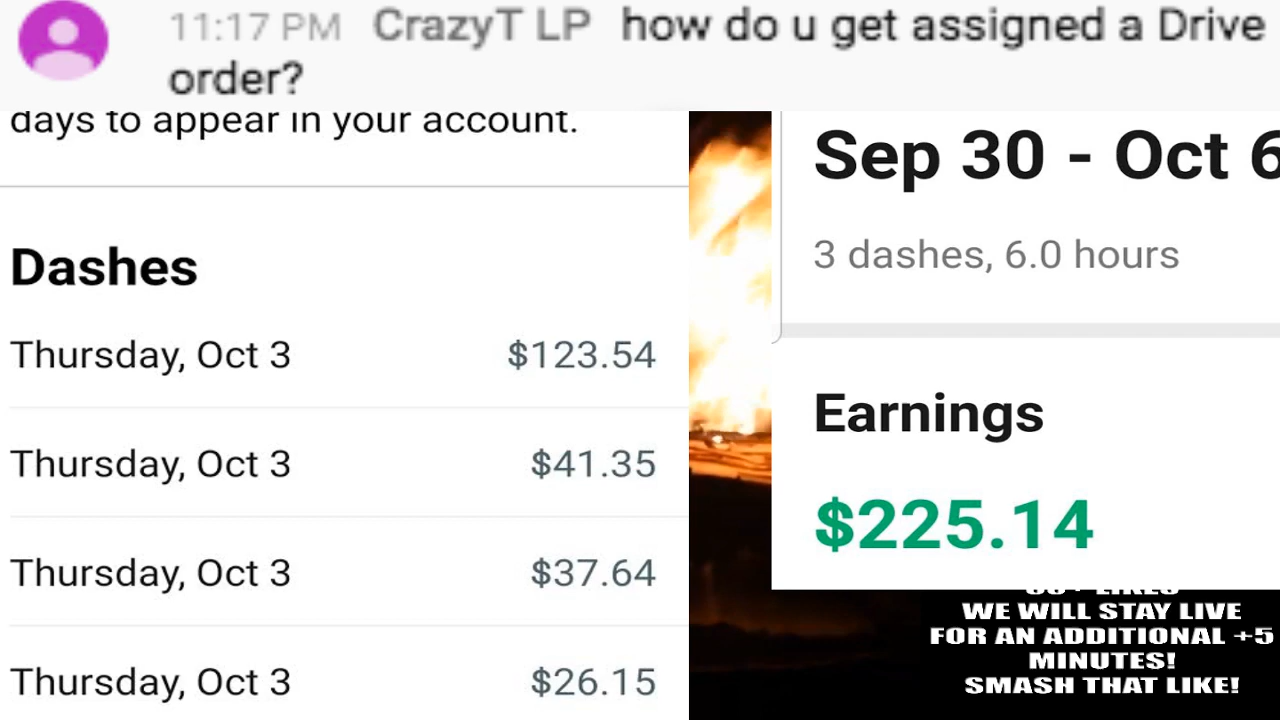 11:17 PM CrazyT LP how do u get assigned a Drive
order?
days to appear in your account.
Dashes
Thursday, Oct 3 $123.54
Thursday, Oct 3 $41.35
Thursday, Oct 3 $37.64
Thursday, Oct 3 $26.15
Sep 30 - Oct 6
3 dashes, 6.0 hours
Earnings
$225.14
LIKES
WE WILL STAY LIVE
FOR AN ADDITIONAL +5
MINUTES!
SMASH THAT LIKE!